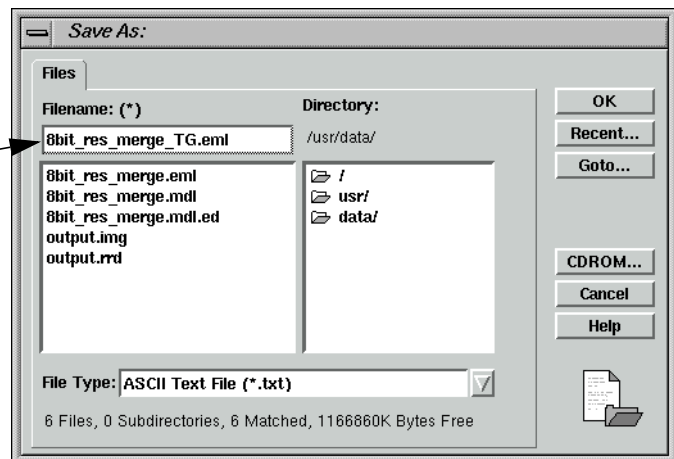 Save As:
Files
Filename: (*)
8bit_res_merge_TG.eml
8bit_res_merge.eml
8bit_res_merge.mdl
8bit_res_merge.mdl.ed
output.img
output.rrd
Directory:
/usr/data/
/
usr/
data/
File Type: ASCII Text File (*.txt)
6 Files, 0 Subdirectories, 6 Matched, 1166860K Bytes Free
OK
Recent...
Goto...
CDROM...
Cancel
Help